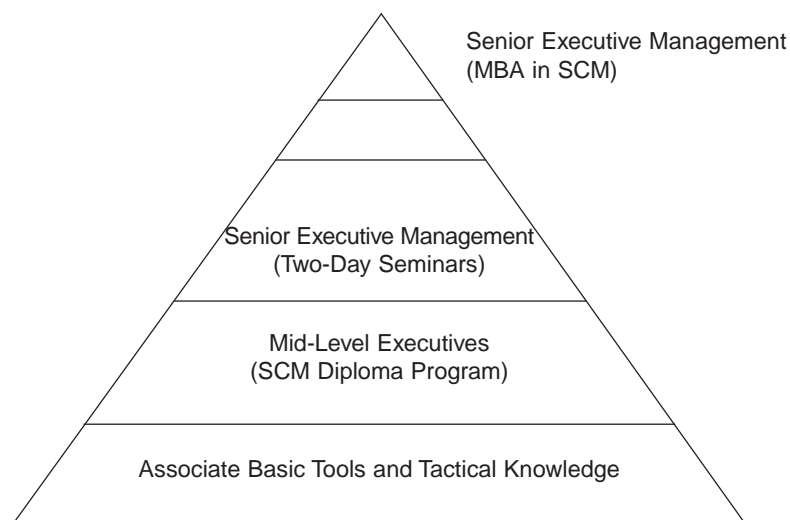 Senior Executive Management
(MBA in SCM)
Senior Executive Management
(Two-Day Seminars)
Mid-Level Executives
(SCM Diploma Program)
Associate Basic Tools and Tactical Knowledge